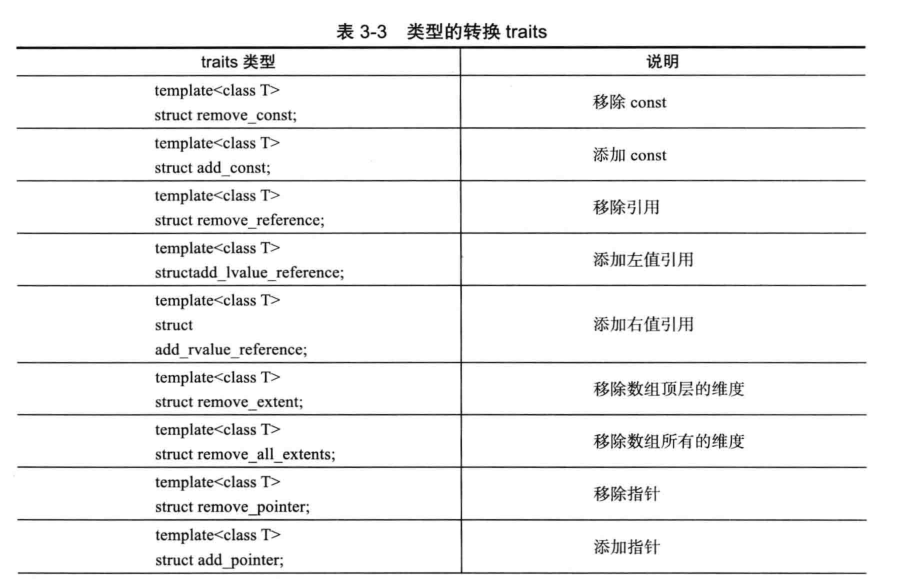 表 3-3 类型的转换 traits
traits 类型
说明
template<class T>
struct remove_const;
移除 const
template<class T>
struct add_const;
添加 const
template<class T>
struct remove_reference;
移除引用
template<class T>
structadd_lvalue_reference;
添加左值引用
template<class T>
struct
add_rvalue_reference;
添加右值引用
template<class T>
struct remove_extent;
移除数组顶层的维度
template<class T>
struct remove_all_extents;
移除数组所有的维度
template<class T>
struct remove_pointer;
移除指针
template<class T>
struct add_pointer;
添加指针